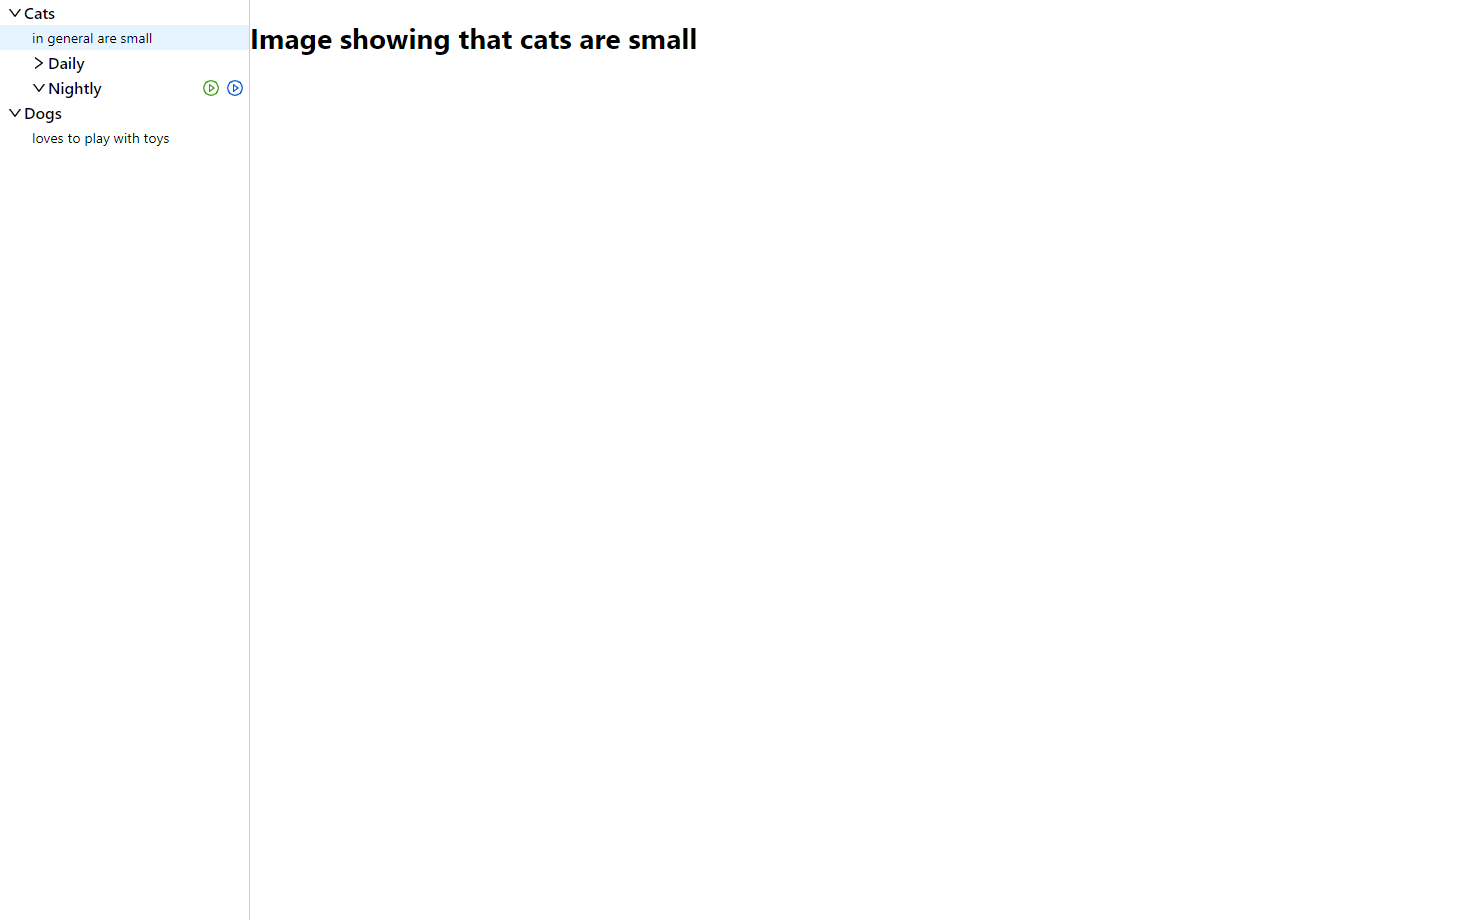 Cats
in general are small
Daily
Nightly
Dogs
loves to play with toys
Image showing that cats are small